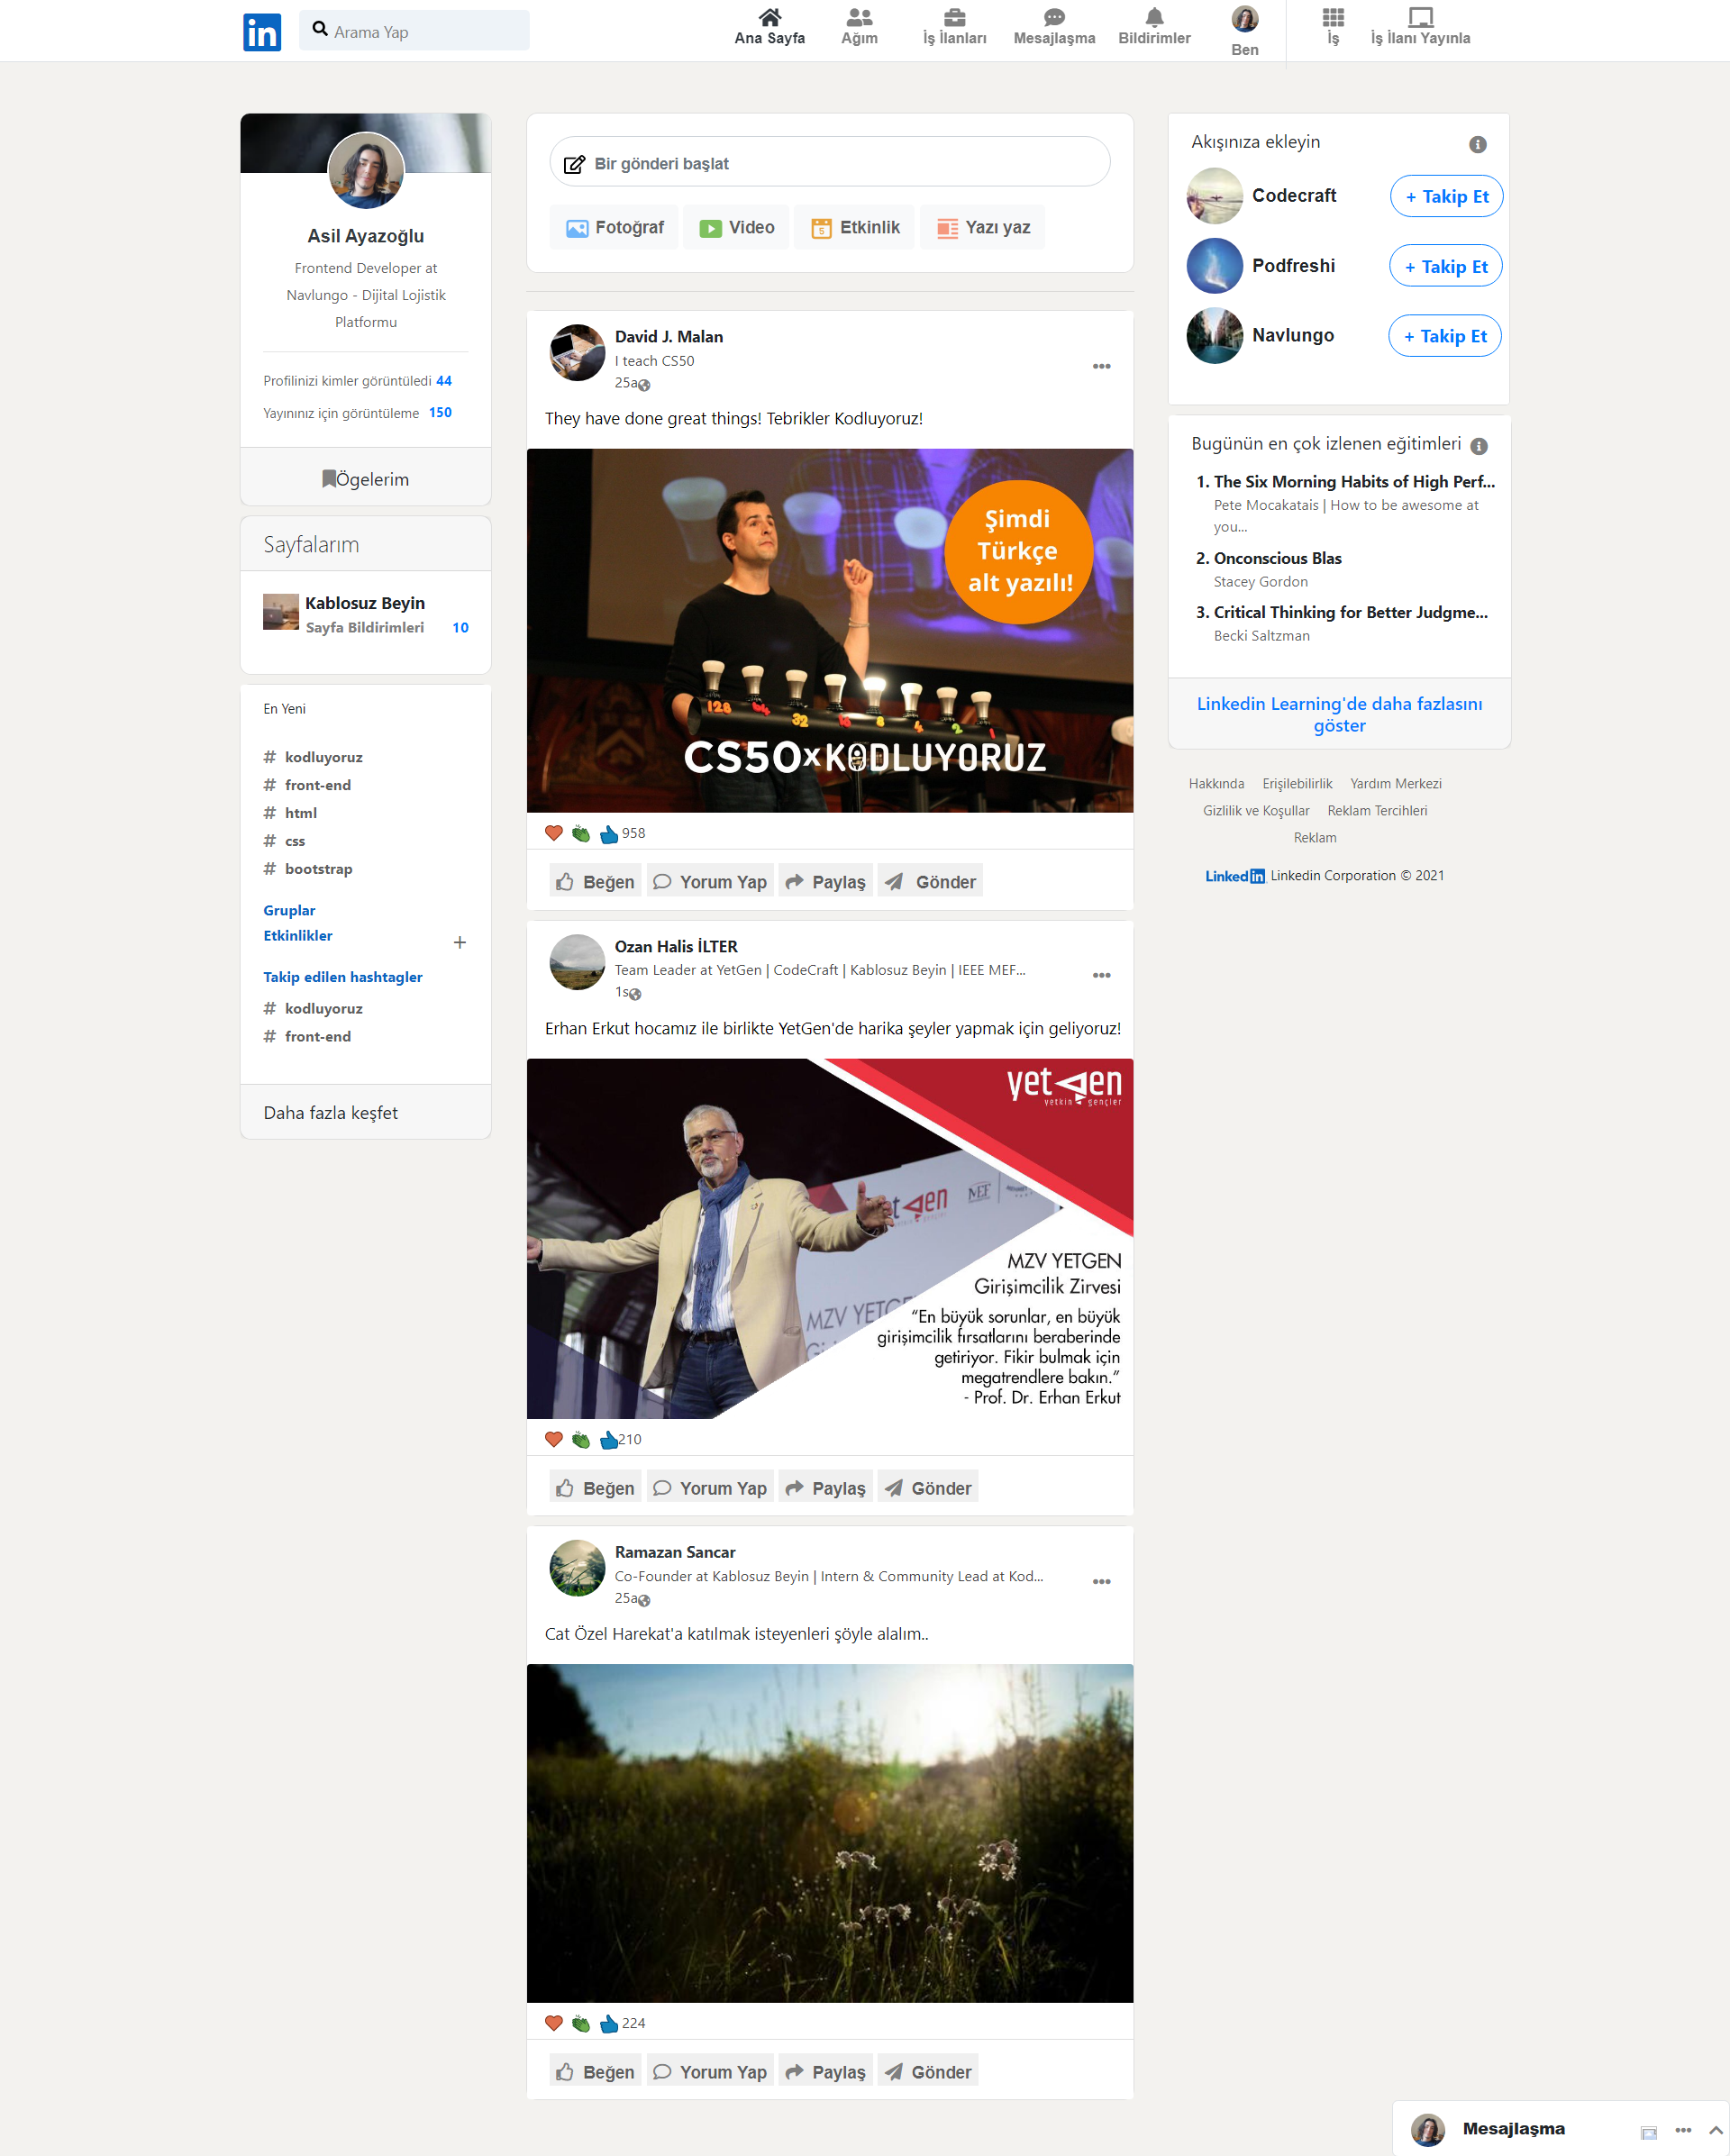 in
Arama Yap
Ana Sayfa
Ağım
İş İlanları
Mesajlaşma
Bildirimler
Ben
İş
İş İlanı Yayınla
Asil Ayazoğlu
Frontend Developer at
Navlungo - Dijital Lojistik
Platformu
Profilinizi kimler görüntüledi 44
Yayınınız için görüntüleme 150
Ögelerim
Sayfalarım
Kablosuz Beyin
Sayfa Bildirimleri 10
En Yeni
# kodluyoruz
# front-end
# html
# css
# bootstrap
Gruplar
Etkinlikler
+
Takip edilen hashtagler
# kodluyoruz
# front-end
Daha fazla keşfet
Bir gönderi başlat
Fotoğraf
Video
5
Etkinlik
Yazı yaz
David J. Malan
I teach CS50
25a
They have done great things! Tebrikler Kodluyoruz!
Şimdi
Türkçe
alt yazılı!
128 64 32 16 8 4 2 1
CS50xKODLUYORUZ
958
Beğen
Yorum Yap
Paylaş
Gönder
Ozan Halis İLTER
Team Leader at YetGen | CodeCraft | Kablosuz Beyin | IEEE MEF...
1s
Erhan Erkut hocamız ile birlikte YetGen'de harika şeyler yapmak için geliyoruz!
yetgen
yetkin gençler
MEF
MZV YETGEN
Girişimcilik Zirvesi
"En büyük sorunlar, en büyük
girişimcilik fırsatlarını beraberinde
getiriyor. Fikir bulmak için
megatrendlere bakın."
- Prof. Dr. Erhan Erkut
210
Beğen
Yorum Yap
Paylaş
Gönder
Ramazan Sancar
Co-Founder at Kablosuz Beyin | Intern & Community Lead at Kod...
25a
Cat Özel Harekat'a katılmak isteyenleri şöyle alalım..
224
Beğen
Yorum Yap
Paylaş
Gönder
Akışınıza ekleyin
Codecraft
+ Takip Et
Podfreshi
+ Takip Et
Navlungo
+ Takip Et
Bugünün en çok izlenen eğitimleri
1. The Six Morning Habits of High Perf...
Pete Mocakatais | How to be awesome at
you...
2. Onconscious Blas
Stacey Gordon
3. Critical Thinking for Better Judgme...
Becki Saltzman
Linkedin Learning'de daha fazlasını
göster
Hakkında Erişilebilirlik Yardım Merkezi
Gizlilik ve Koşullar Reklam Tercihleri
Reklam
Linkedin Linkedin Corporation © 2021
Mesajlaşma